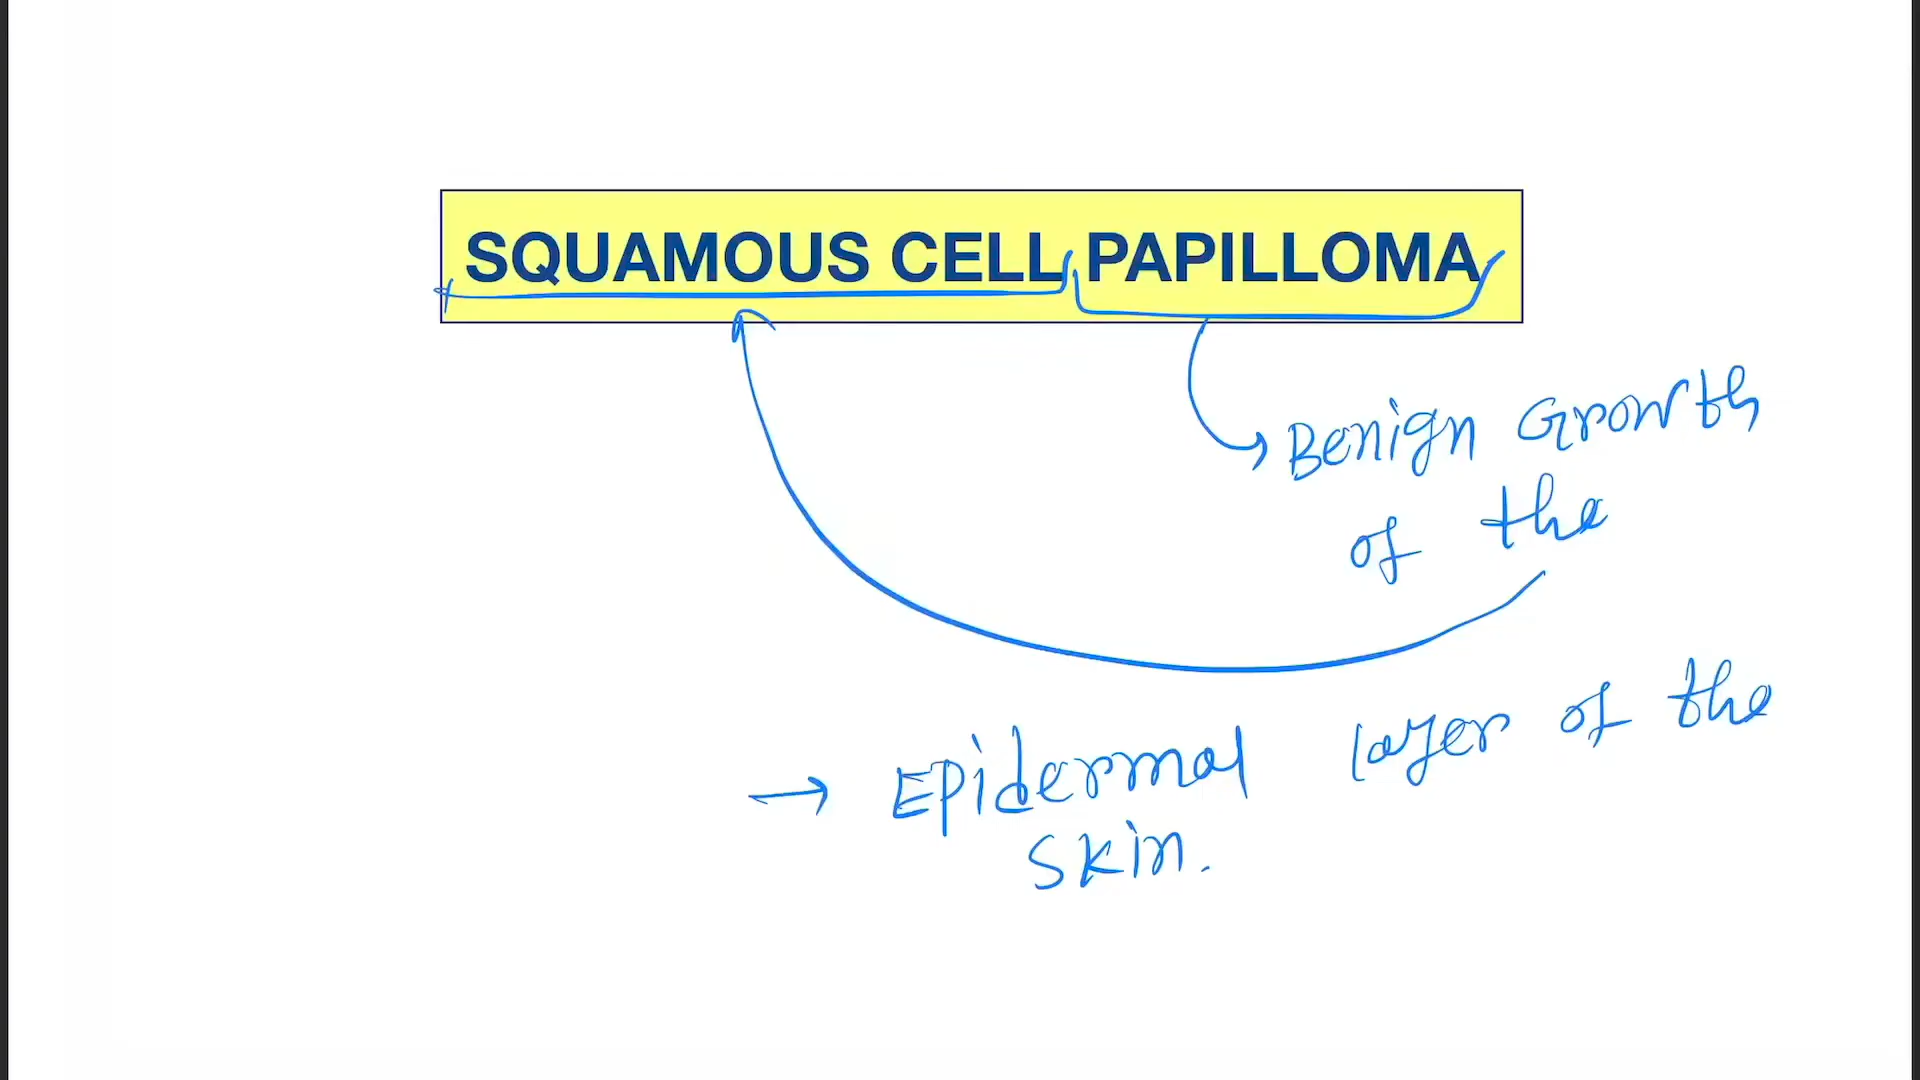 SQUAMOUS CELL PAPILLOMA
Benign Growth
of the
Epidermal layer of the
skin.